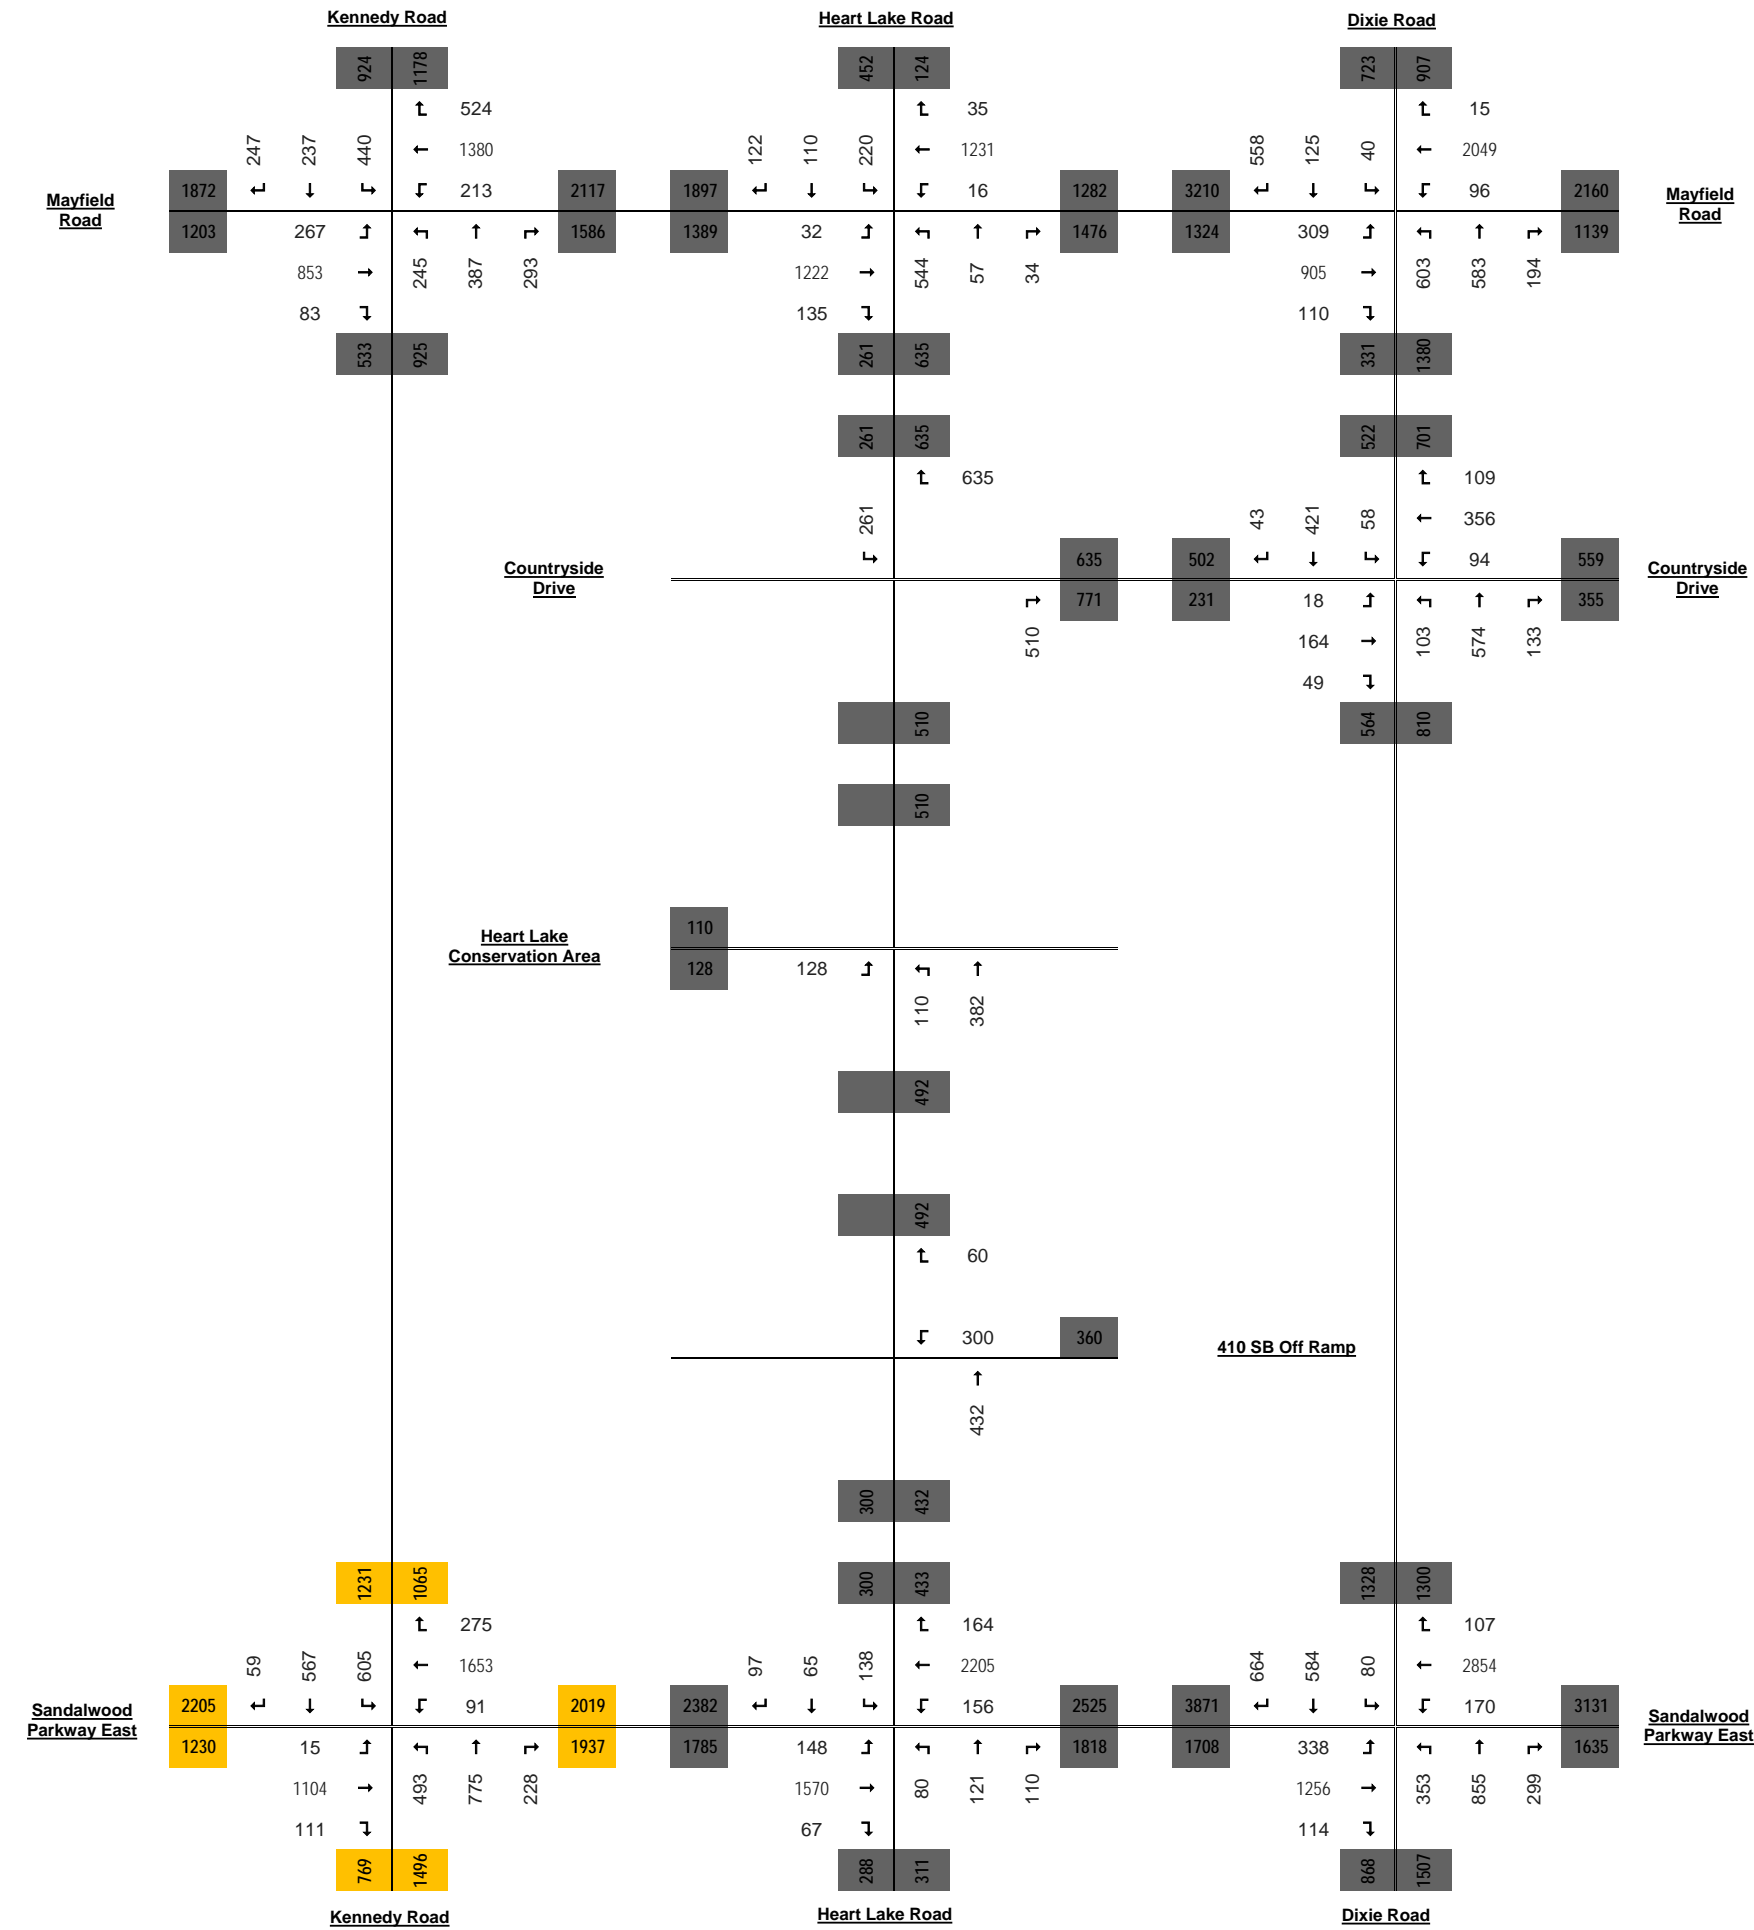 Kennedy Road Heart Lake Road Dixie Road
924 1178 452 124 723 907
524 35 15
247 237 440 1380 122 110 220 1231 558 125 40 2049
Mayfield Road 1872 213 2117 1897 16 1282 3210 96 2160 Mayfield Road
1203 267 1586 1389 32 1476 1324 309 1139
853 245 387 293 1222 544 57 34 905 603 583 194
83 135 110
533 925 261 635 331 1380
261 635 522 701
635 109
261 43 421 58 356
Countryside Drive 635 502 94 559 Countryside Drive
771 231 18 355
510 164 103 574 133
49
510 564 810
510
110
Heart Lake
Conservation Area
128 128
110 382
492
492
60
300 360 410 SB Off Ramp
432
300 432
1231 1065 300 433 1328 1300
275 164 107
59 567 605 1653 97 65 138 2205 664 584 80 2854
Sandalwood Parkway East 2205 91 2019 2382 156 2525 3871 170 3131 Sandalwood Parkway East
1230 15 1937 1785 148 1818 1708 338 1635
1104 493 775 228 1570 80 121 110 1256 353 855 299
111 67 114
769 1496 288 311 868 1507
Kennedy Road Heart Lake Road Dixie Road